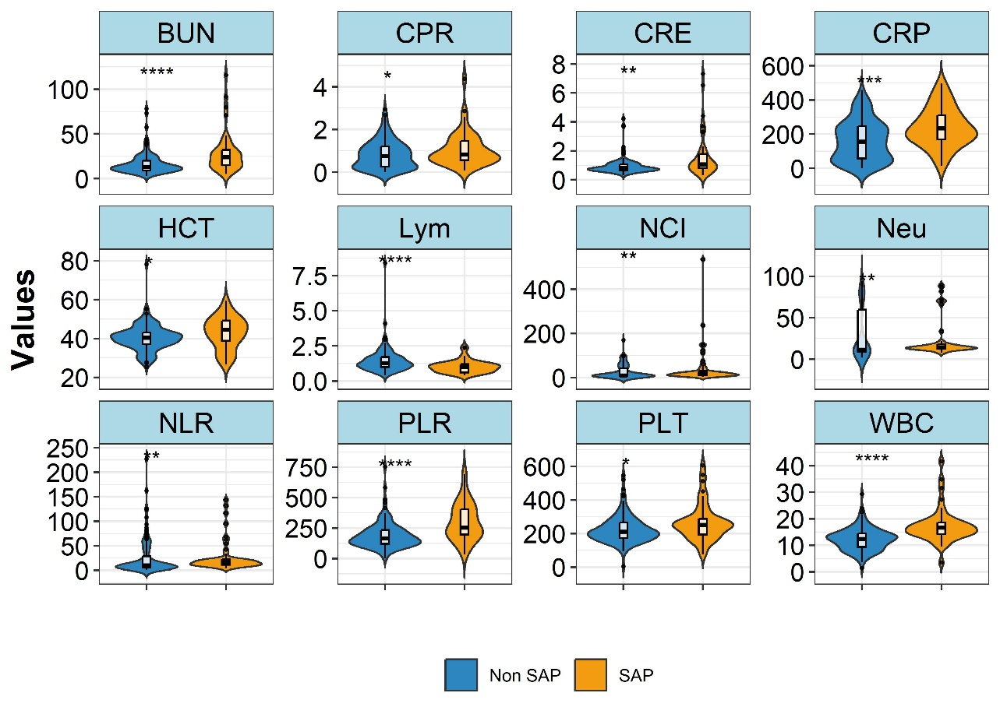 BUN CPR CRE CRP
**** * ** ***
100 4 8 600
50 2 6 400
0 0 4 200
2 0
0
HCT Lym NCI Neu
* **** ** **
80 7.5 400 100
60 5.0 200 50
40 2.5 0 0
20 0.0
Values
NLR PLR PLT WBC
** **** * ****
250 750 600 40
200 500 400 30
150 250 200 20
100 0 0 10
50 0
0
Non SAP SAP